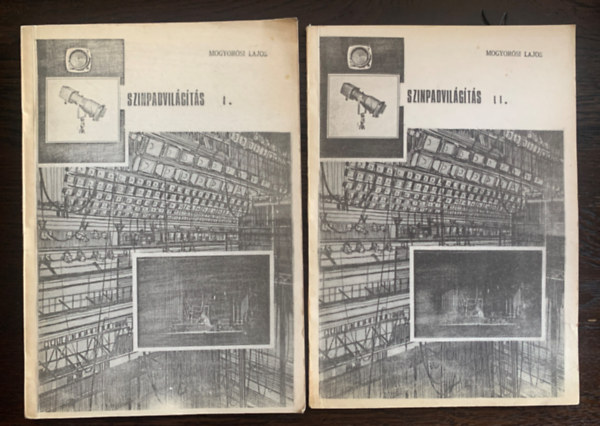 MOGYORÓSI LAJOS
SZINPADVILÁGÍTÁS I.
MOGYORÓSI LAJOS
SZINPADVILÁGÍTÁS II.